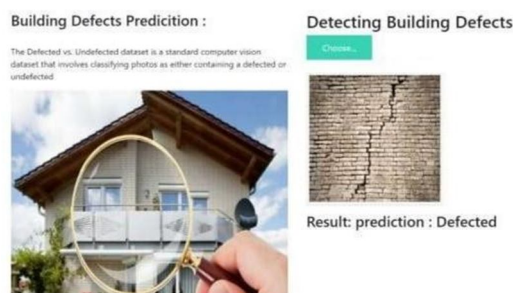 Building Defects Predicition :
The Defected vs. Undefected dataset is a standard computer vision
dataset that involves classifying photos as either containing a defected or
undefected
Detecting Building Defects
Choose...
Result: prediction : Defected